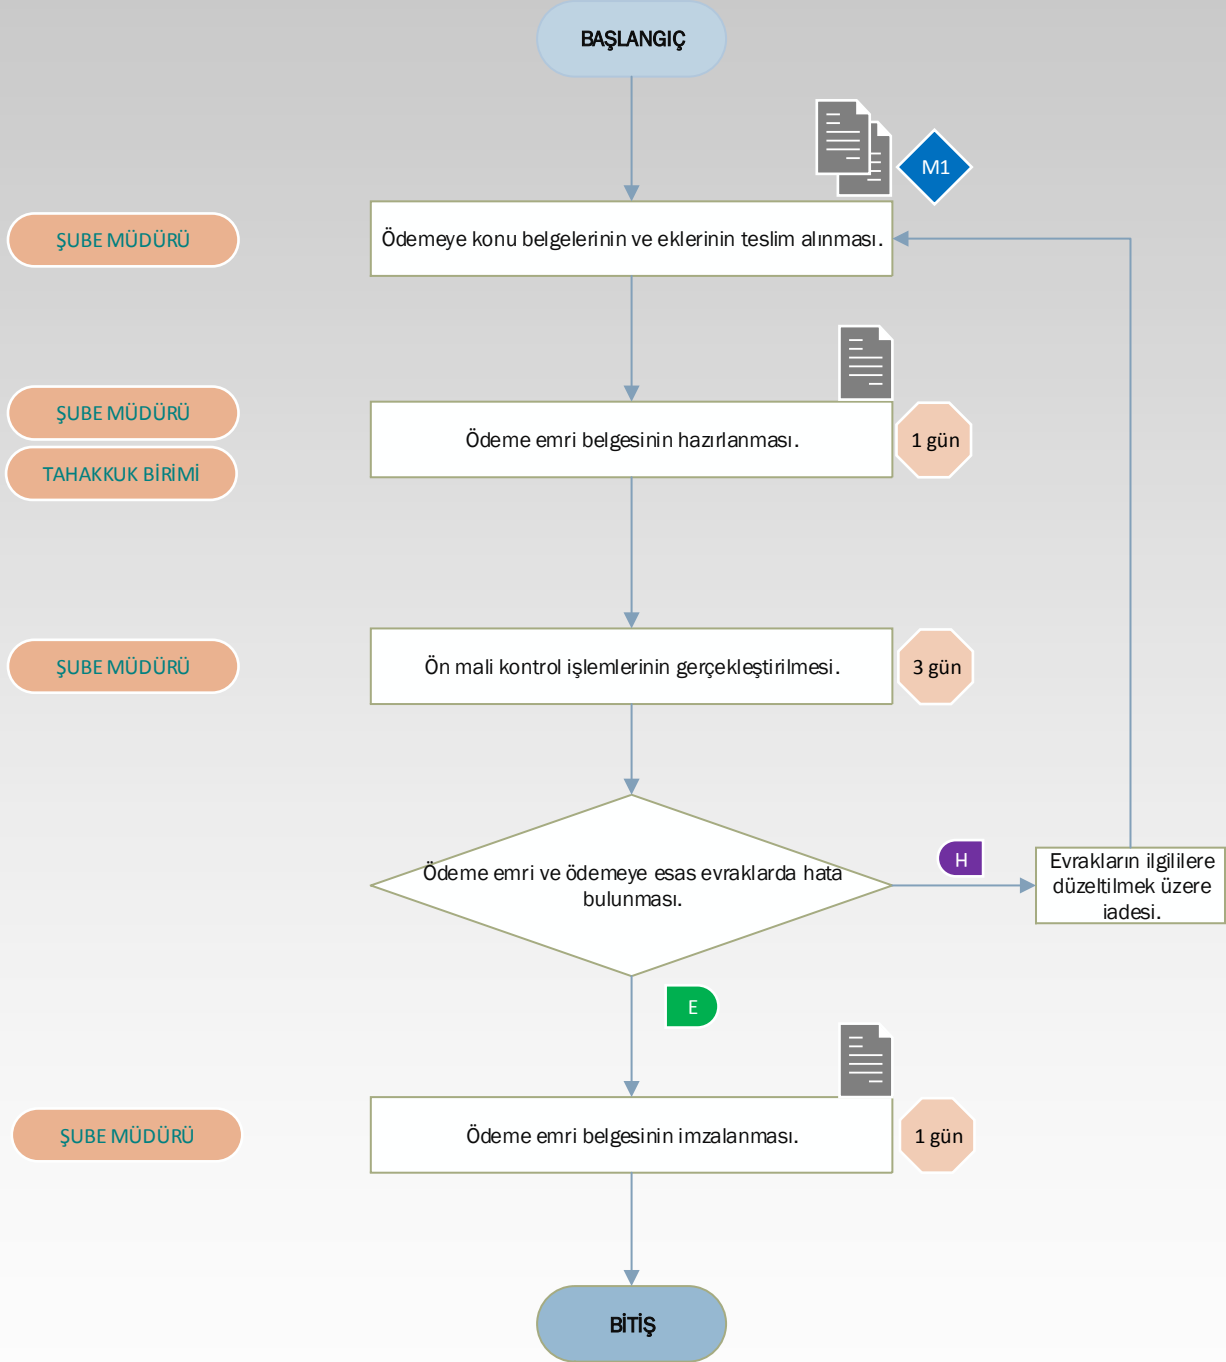 BAŞLANGIÇ
M1
ŞUBE MÜDÜRÜ
Ödemeye konu belgelerinin ve eklerinin teslim alınması.
ŞUBE MÜDÜRÜ
TAHAKKUK BİRİMİ
Ödeme emri belgesinin hazırlanması.
1 gün
ŞUBE MÜDÜRÜ
Ön mali kontrol işlemlerinin gerçekleştirilmesi.
3 gün
Ödeme emri ve ödemeye esas evraklarda hata
bulunması.
H
Evrakların ilgililere
düzeltilmek üzere
iadesi.
E
ŞUBE MÜDÜRÜ
Ödeme emri belgesinin imzalanması.
1 gün
BİTİŞ